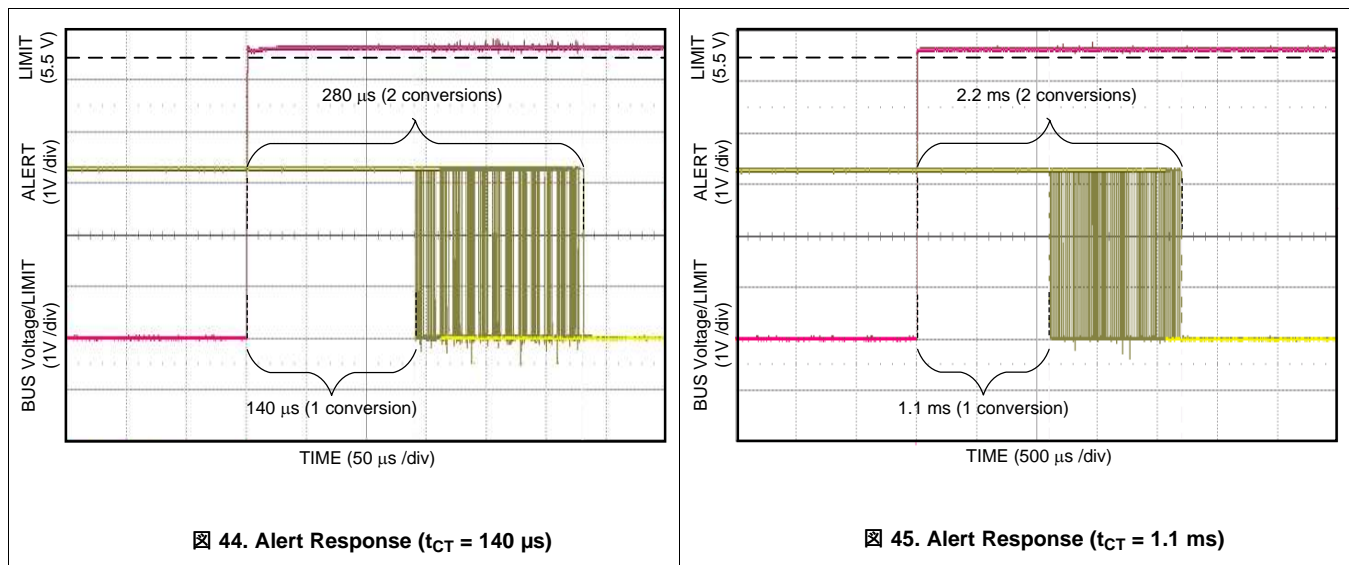 LIMIT
(5.5 V)
280 µs (2 conversions)
ALERT
(1V /div)
BUS Voltage/LIMIT
(1V /div)
140 µs (1 conversion)
TIME (50 µs /div)
図 44. Alert Response (tCT = 140 µs)
LIMIT
(5.5 V)
2.2 ms (2 conversions)
ALERT
(1V /div)
BUS Voltage/LIMIT
(1V /div)
1.1 ms (1 conversion)
TIME (500 µs /div)
図 45. Alert Response (tCT = 1.1 ms)